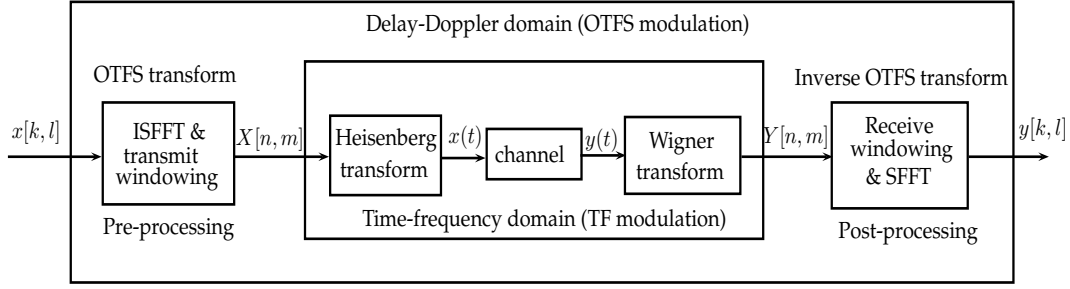 Delay-Doppler domain (OTFS modulation)
OTFS transform
Inverse OTFS transform
x[k, l]
ISFFT &
transmit
windowing
X[n, m]
Heisenberg
transform
x(t)
channel
y(t)
Wigner
transform
Y[n, m]
Receive
windowing
& SFFT
y[k, l]
Pre-processing
Time-frequency domain (TF modulation)
Post-processing